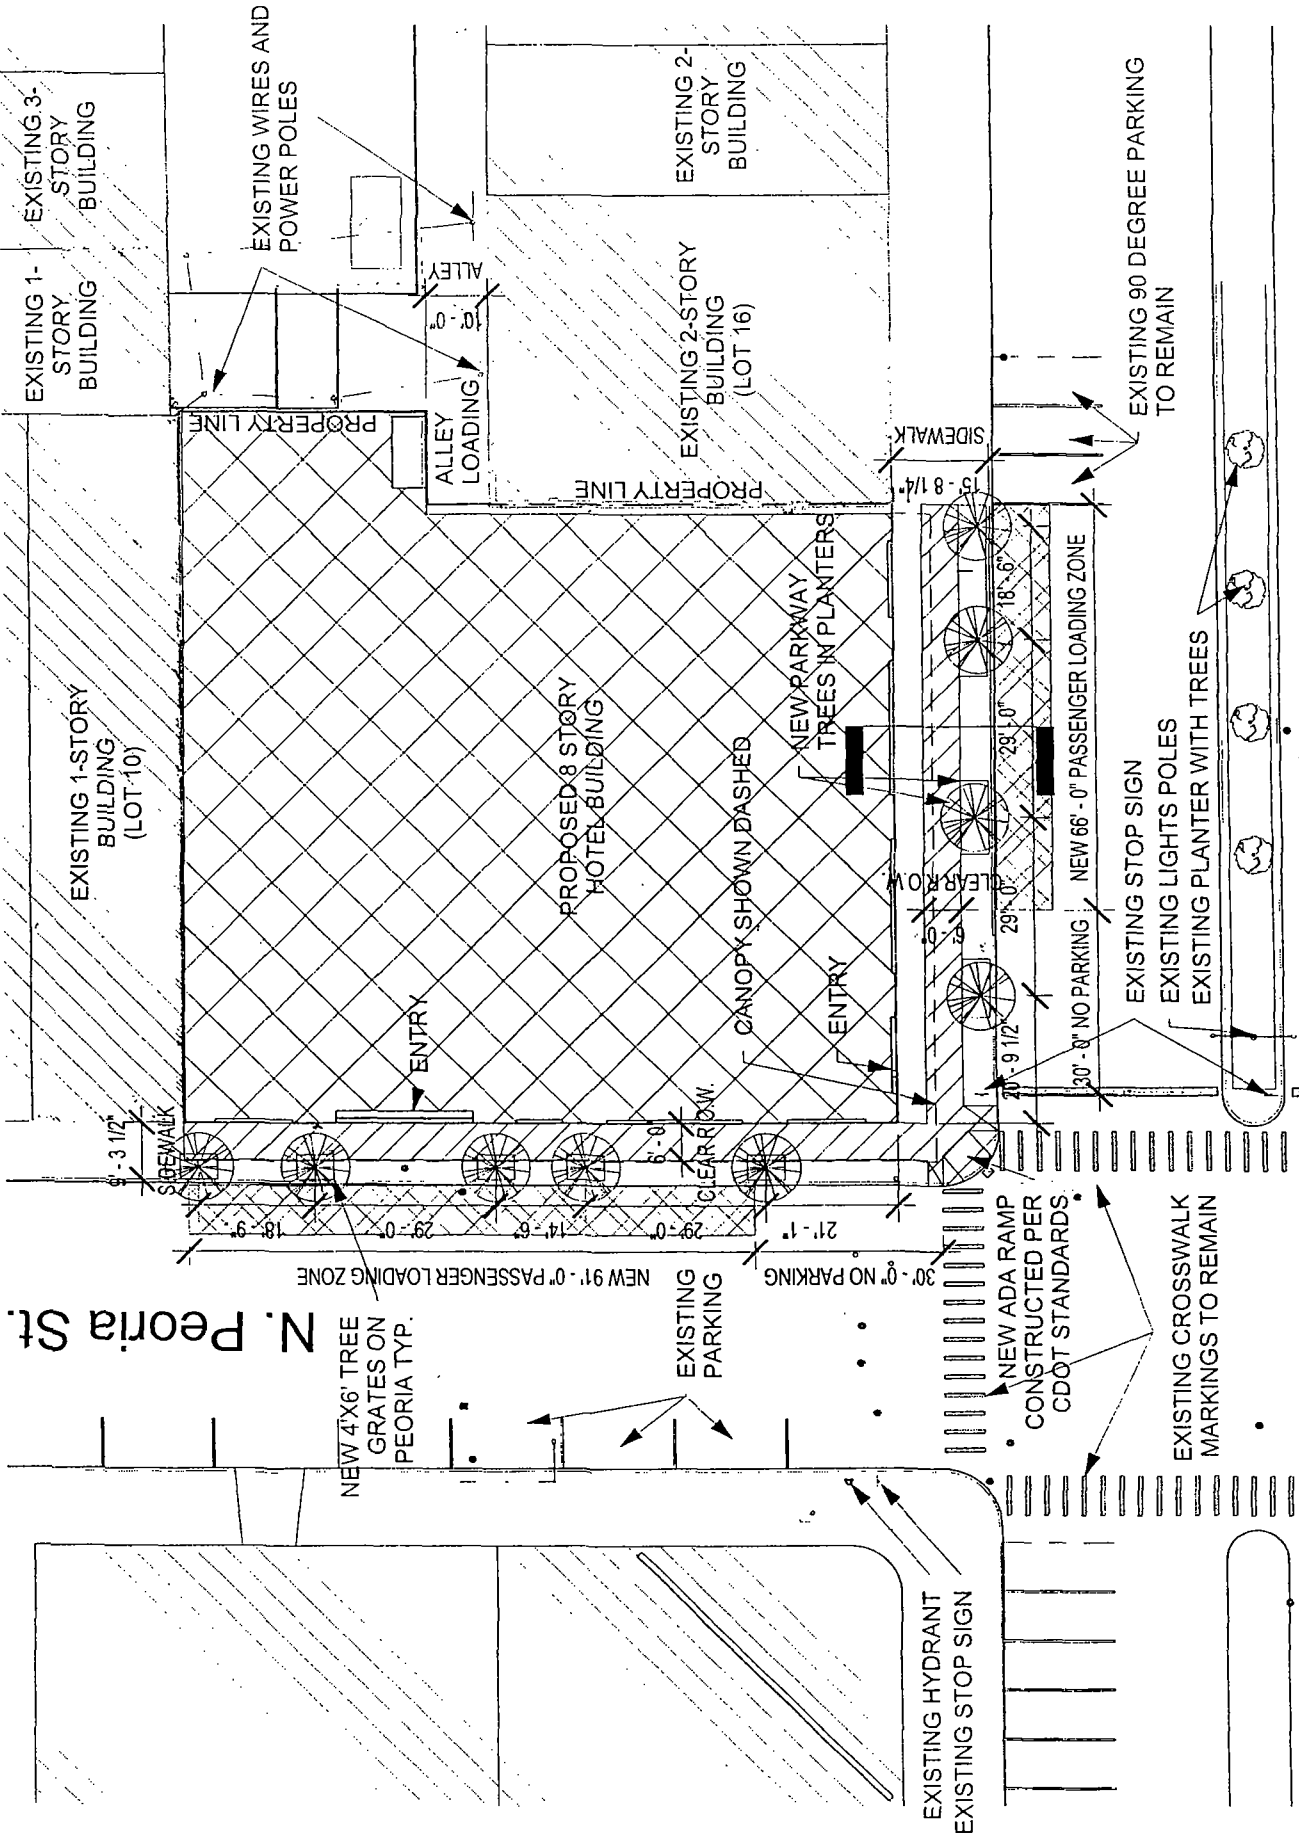 EXISTING 1-
STORY
BUILDING
EXISTING 3-
STORY
BUILDING
EXISTING WIRES AND
POWER POLES
EXISTING 2-
STORY
BUILDING
EXISTING 1-STORY
BUILDING
(LOT 10)
PROPERTY LINE
ALLEY
10' - 0"
ALLEY
LOADING
EXISTING 2-STORY
BUILDING
(LOT 16)
PROPERTY LINE
SIDEWALK
15' - 8 1/4"
EXISTING 90 DEGREE PARKING
TO REMAIN
PROPOSED 8 STORY
HOTEL BUILDING
NEW PARKWAY
TREES IN PLANTERS
CANOPY SHOWN DASHED
ENTRY
ENTRY
CLEAR R.O.W.
6' - 0"
18' - 6"
29' - 0"
29' - 0"
20' - 9 1/2"
NEW 66' - 0" PASSENGER LOADING ZONE
30' - 0" NO PARKING
EXISTING STOP SIGN
EXISTING LIGHTS POLES
EXISTING PLANTER WITH TREES
9' - 3 1/2"
SIDEWALK
6' - 0"
CLEAR R.O.W.
18' - 9"
29' - 0"
14' - 6"
29' - 0"
21' - 1"
NEW 91' - 0" PASSENGER LOADING ZONE
30' - 0" NO PARKING
N. Peoria St.
NEW 4'X6' TREE
GRATES ON
PEORIA TYP.
EXISTING
PARKING
NEW ADA RAMP
CONSTRUCTED PER
CDOT STANDARDS
EXISTING CROSSWALK
MARKINGS TO REMAIN
EXISTING HYDRANT
EXISTING STOP SIGN